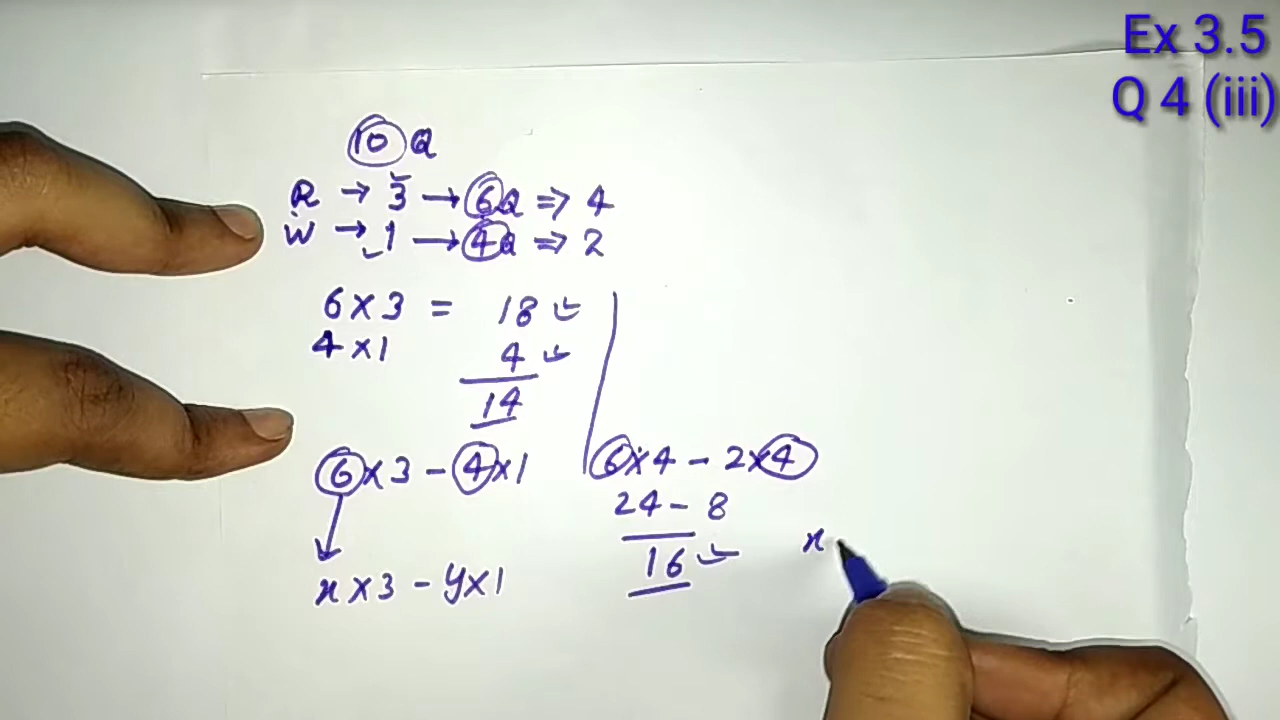 Ex 3.5
Q 4 (iii)
10 Q
R → 3 → 6Q ⇒ 4
W → 1 → 4Q ⇒ 2
6 x 3 = 18
4 x 1 4
14
6 x 3 - 4 x 1
6 x 4 - 2 x 4
24 - 8
16
x x 3 - y x 1
x